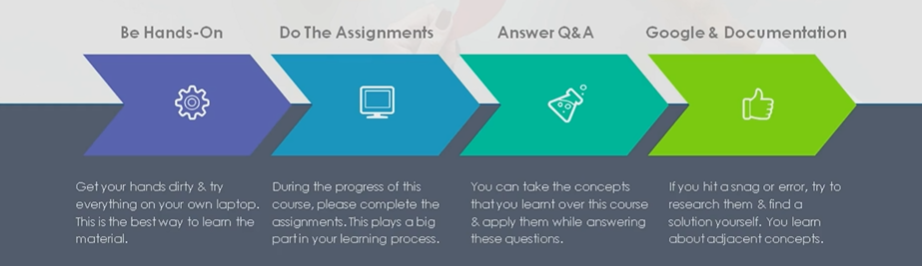 Be Hands-On
Do The Assignments
Answer Q&A
Google & Documentation
Get your hands dirty & try
everything on your own laptop.
This is the best way to learn the
material.
During the progress of this
course, please complete the
assignments. This plays a big
part in your learning process.
You can take the concepts
that you learnt over this course
& apply them while answering
these questions.
If you hit a snag or error, try to
research them & find a
solution yourself. You learn
about adjacent concepts.